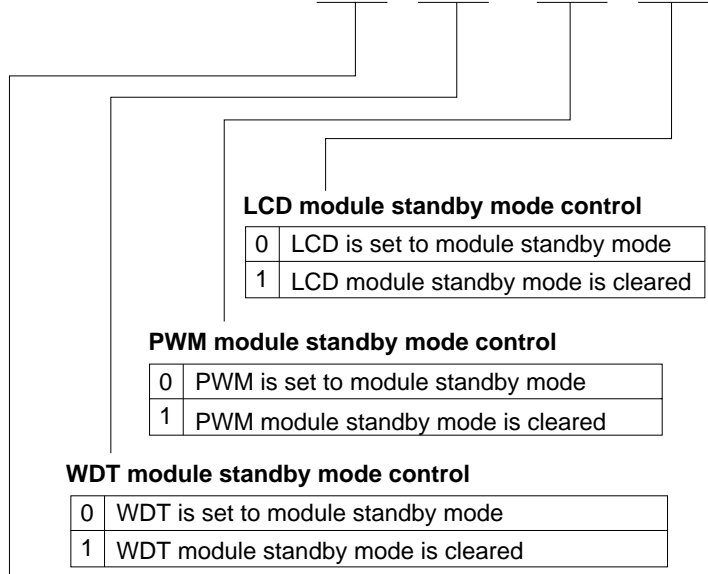 LCD module standby mode control
0 LCD is set to module standby mode
1 LCD module standby mode is cleared
PWM module standby mode control
0 PWM is set to module standby mode
1 PWM module standby mode is cleared
WDT module standby mode control
0 WDT is set to module standby mode
1 WDT module standby mode is cleared